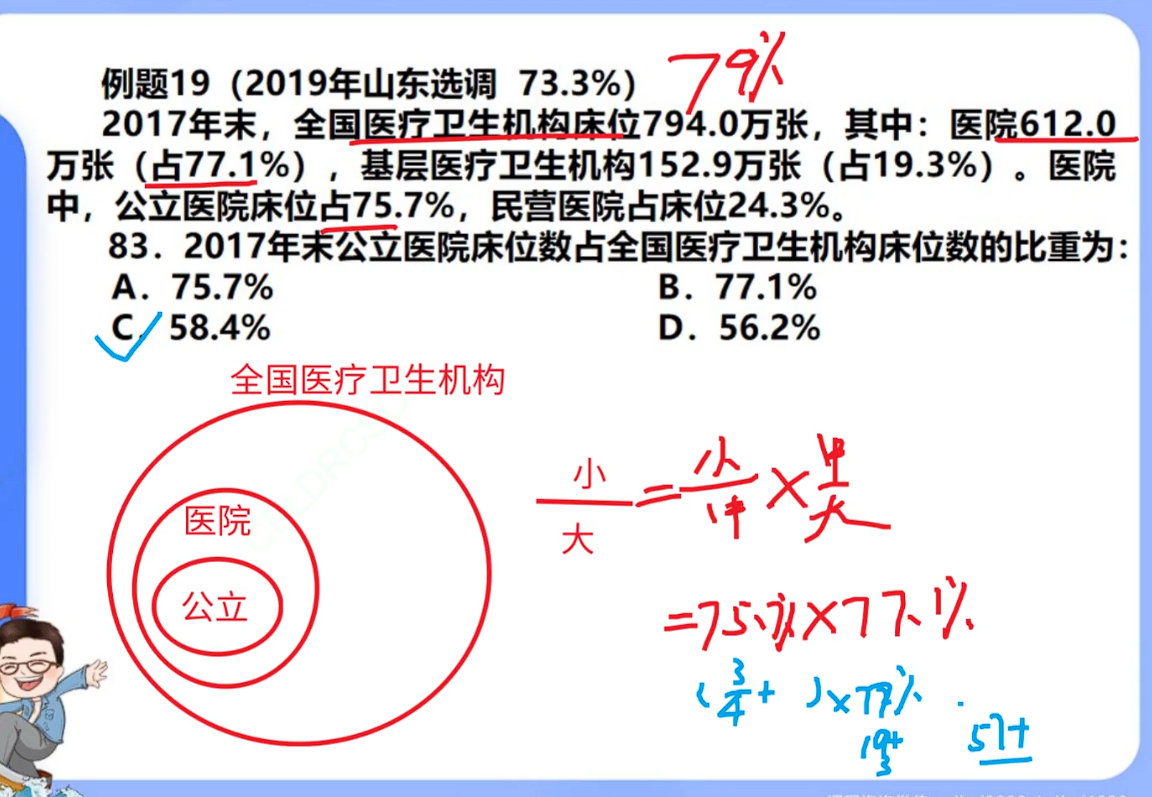 79%
例题19（2019年山东选调 73.3%）
2017年末，全国医疗卫生机构床位794.0万张，其中：医院612.0
万张（占77.1%），基层医疗卫生机构152.9万张（占19.3%）。医院
中，公立医院床位占75.7%，民营医院占床位24.3%。
83．2017年末公立医院床位数占全国医疗卫生机构床位数的比重为：
A．75.7% B．77.1%
C．58.4% D．56.2%
全国医疗卫生机构
医院
公立
小
大
= 小/中 × 中/大
=75.7%×77.1%
(3/4+ )×77%
19+
3
57+